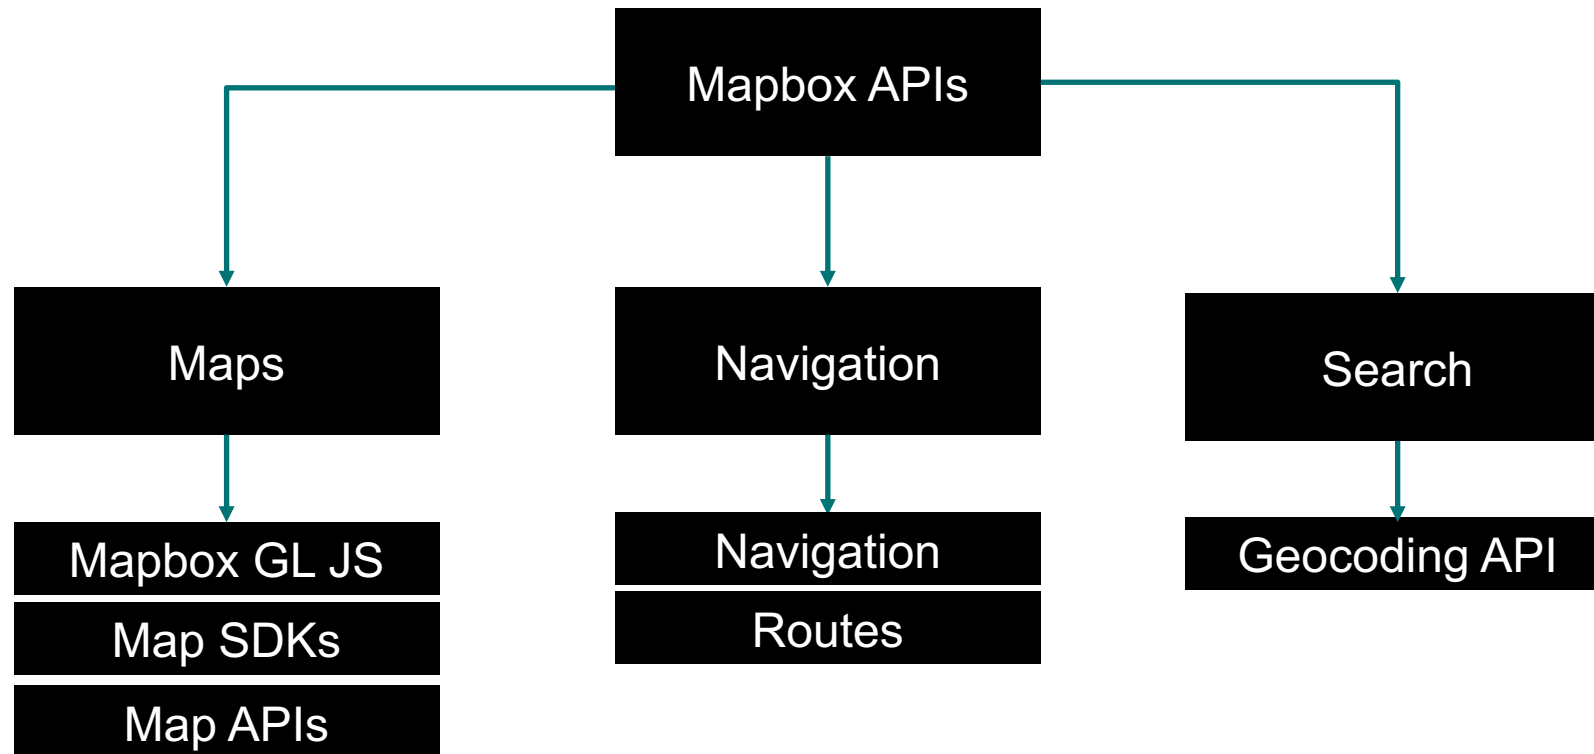 Mapbox APIs
Maps
Navigation
Search
Mapbox GL JS
Map SDKs
Map APIs
Navigation
Routes
Geocoding API